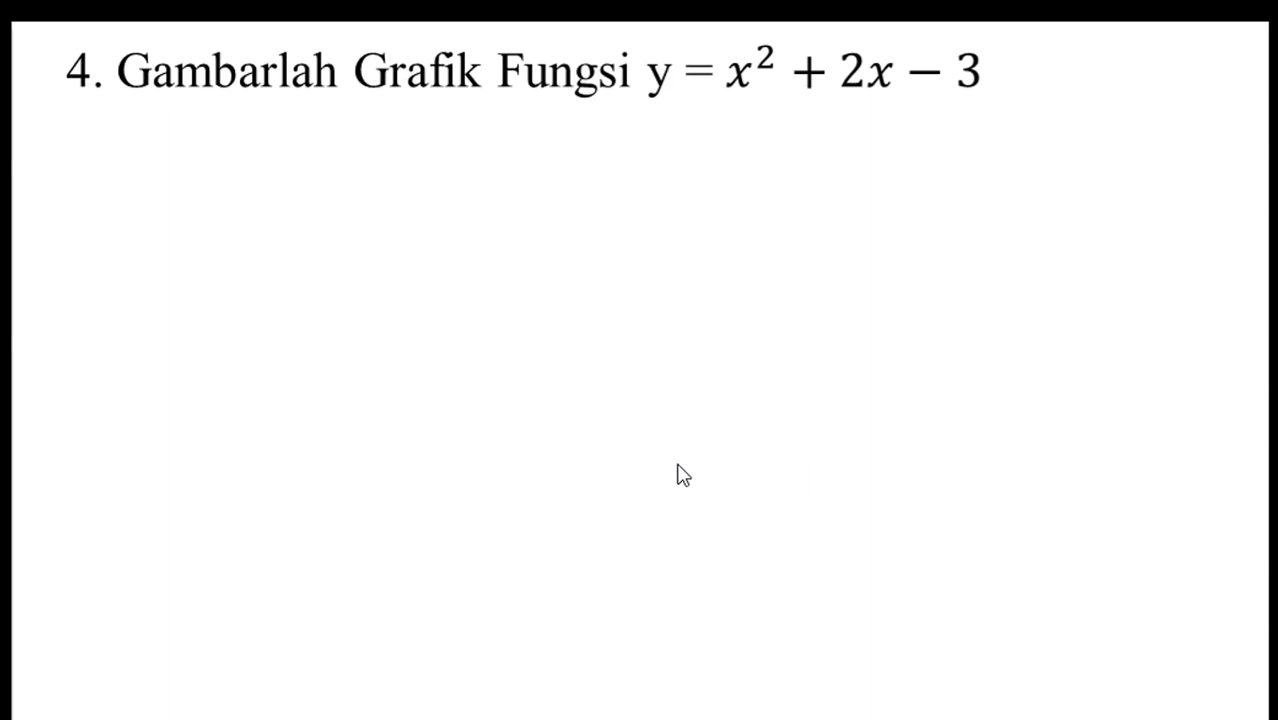 4. Gambarlah Grafik Fungsi y = x² + 2x − 3